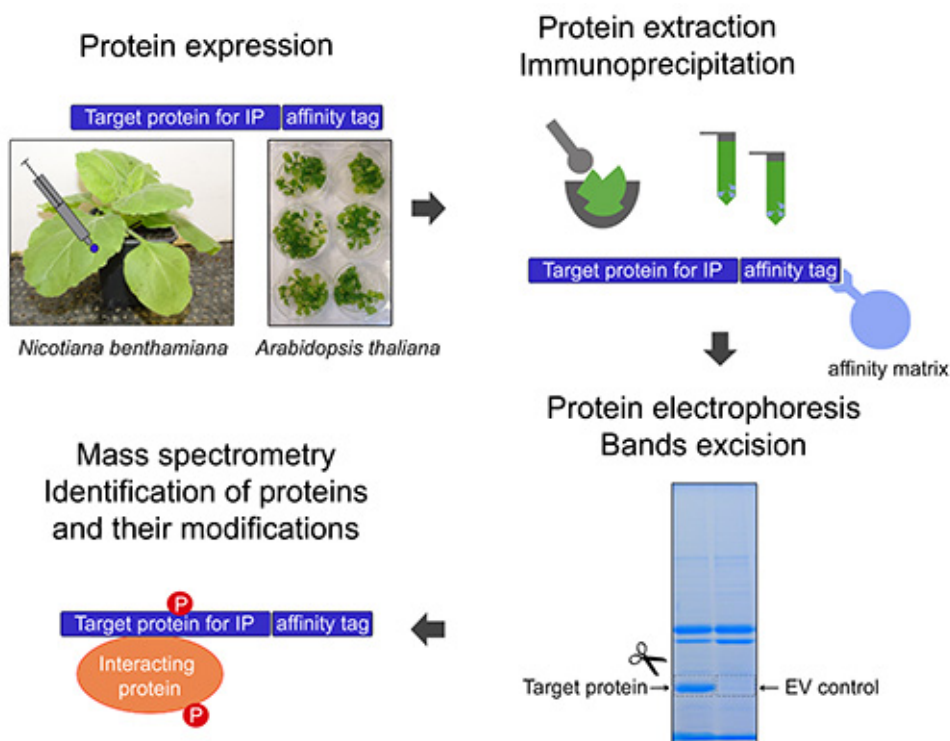 Protein expression
Target protein for IP affinity tag
Nicotiana benthamiana
Arabidopsis thaliana
Protein extraction
Immunoprecipitation
Target protein for IP affinity tag
affinity matrix
Protein electrophoresis
Bands excision
Target protein
EV control
Mass spectrometry
Identification of proteins
and their modifications
P
Target protein for IP affinity tag
Interacting
protein
P